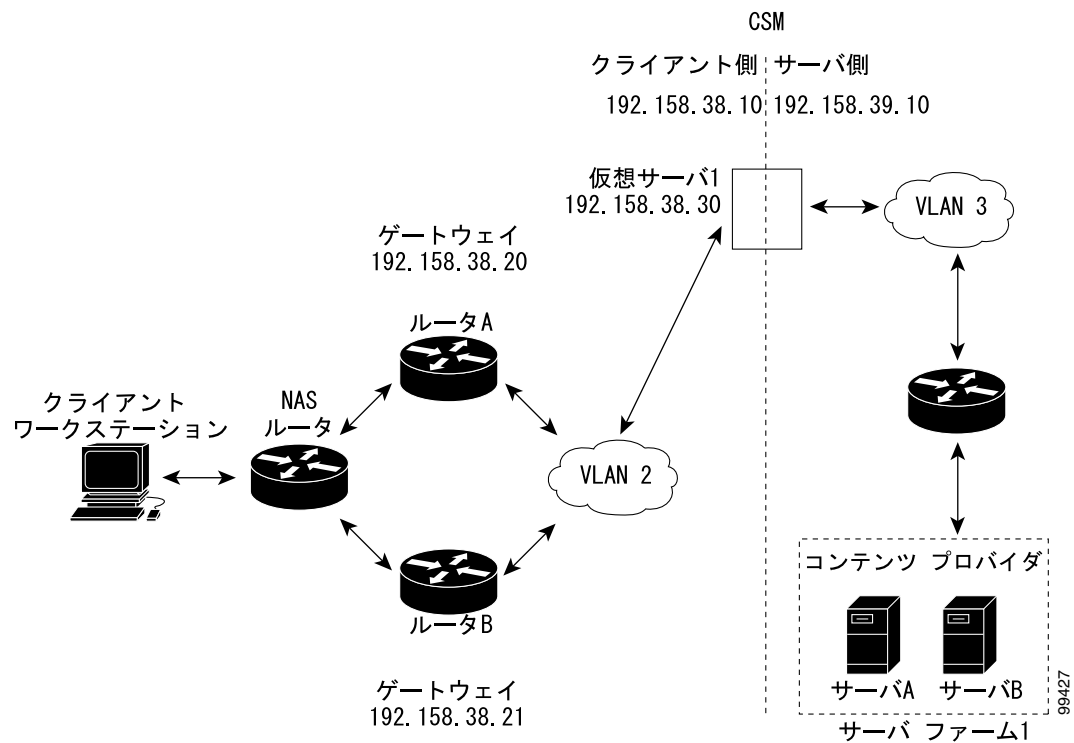 CSM
クライアント側 サーバ側
192.158.38.10 192.158.39.10
仮想サーバ1
192.158.38.30
VLAN 3
ゲートウェイ
192.158.38.20
ルータA
クライアント
ワークステーション
NAS
ルータ
VLAN 2
ルータB
ゲートウェイ
192.158.38.21
コンテンツ プロバイダ
サーバA サーバB
サーバ ファーム1
99427